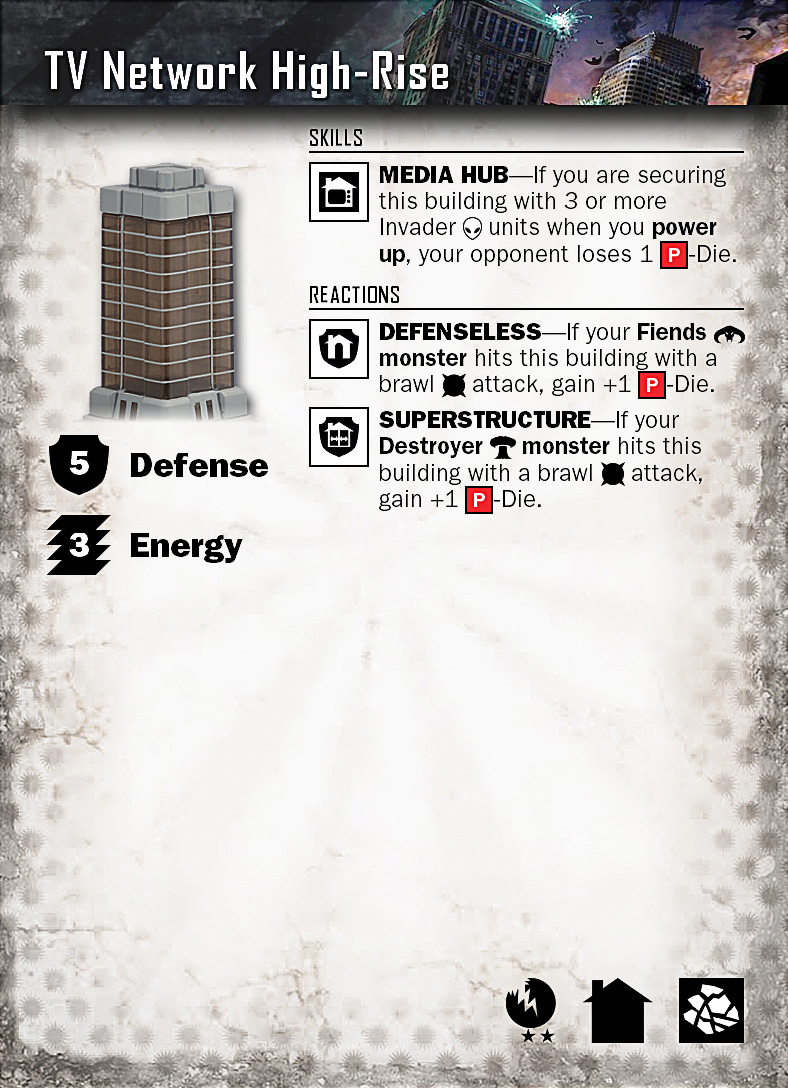 TV Network High-Rise
SKILLS
MEDIA HUB—If you are securing
this building with 3 or more
Invader units when you power
up, your opponent loses 1 P-Die.
REACTIONS
DEFENSELESS—If your Fiends
monster hits this building with a
brawl attack, gain +1 P-Die.
SUPERSTRUCTURE—If your
Destroyer monster hits this
building with a brawl attack,
gain +1 P-Die.
5 Defense
3 Energy